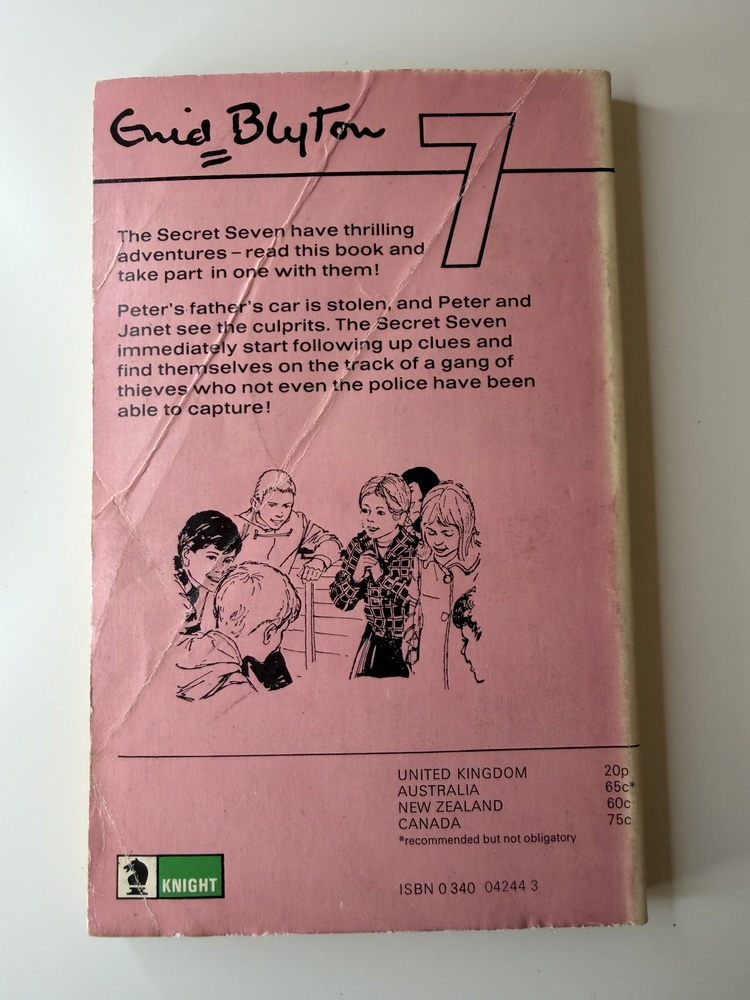 Enid Blyton
7
The Secret Seven have thrilling
adventures – read this book and
take part in one with them!
Peter's father's car is stolen, and Peter and
Janet see the culprits. The Secret Seven
immediately start following up clues and
find themselves on the track of a gang of
thieves who not even the police have been
able to capture!
UNITED KINGDOM 20p
AUSTRALIA 65c*
NEW ZEALAND 60c
CANADA 75c
*recommended but not obligatory
KNIGHT
ISBN 0 340 04244 3